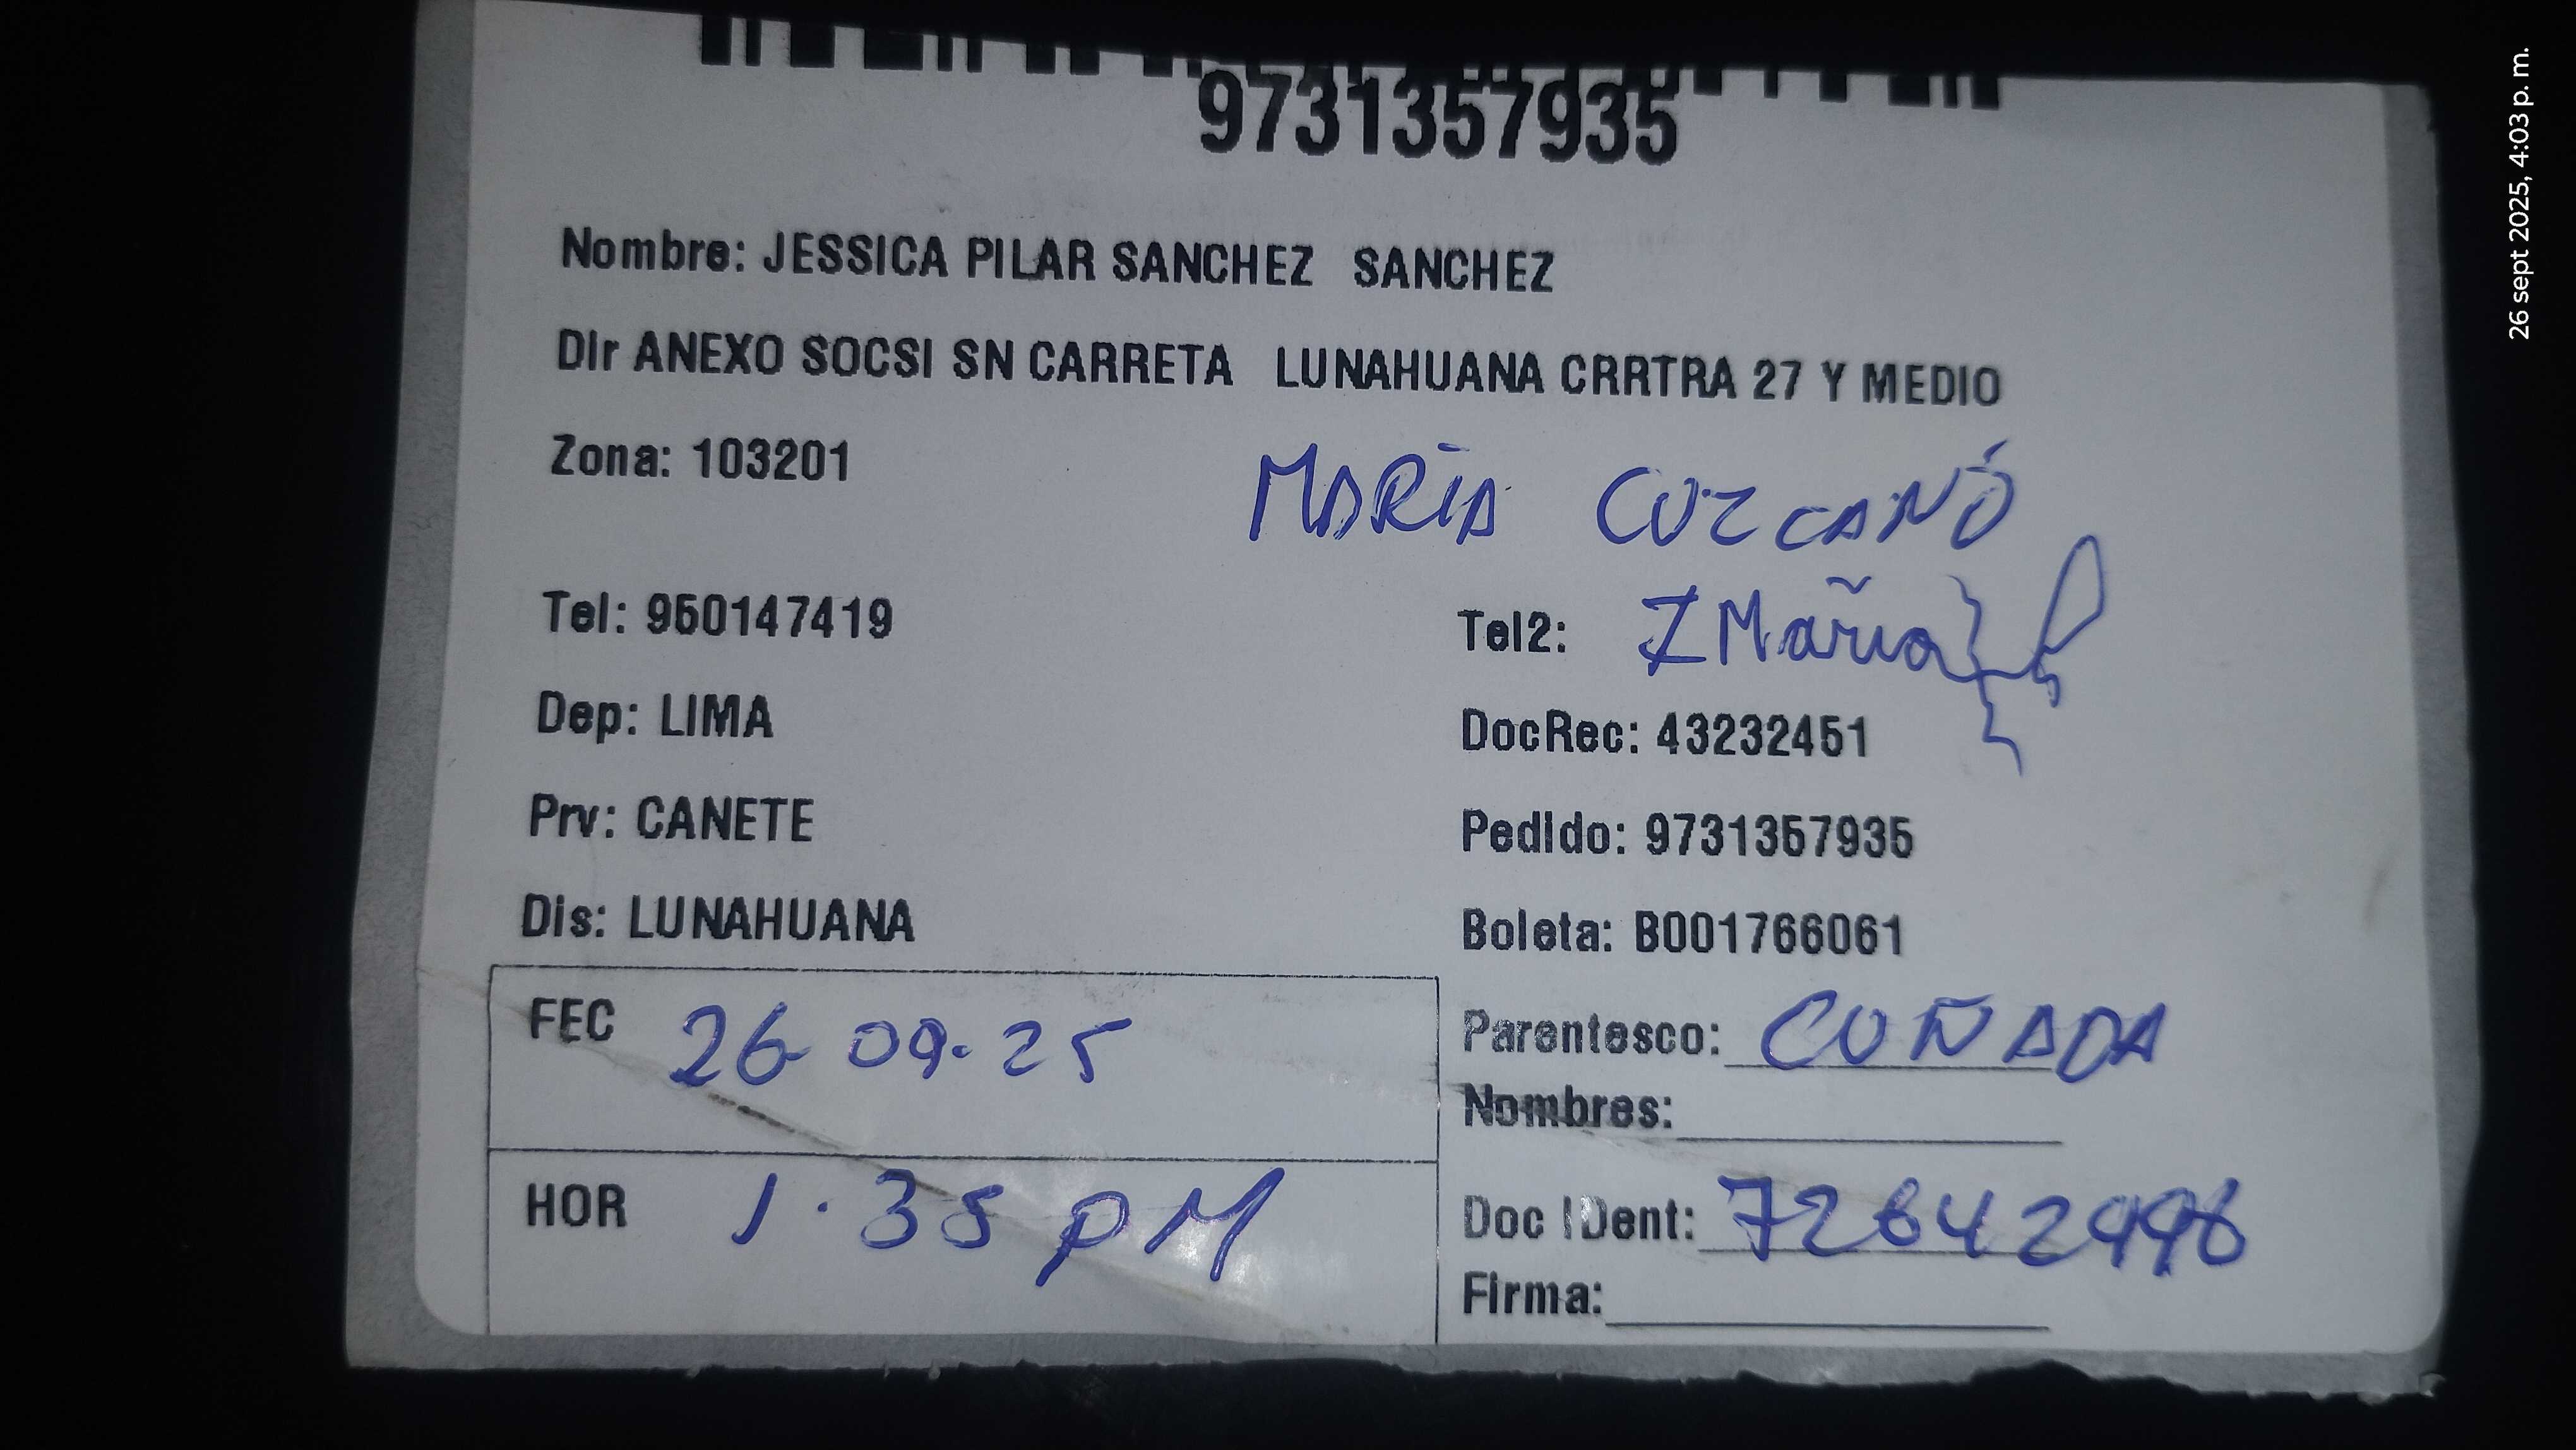 9731357935
Nombre: JESSICA PILAR SANCHEZ SANCHEZ
Dir ANEXO SOCSI SN CARRETA LUNAHUANA CRRTRA 27 Y MEDIO
Zona: 103201
MARIA CUZCANO
Tel: 950147419
Tel2:
Dep: LIMA
DocRec: 43232451
Prv: CANETE
Pedido: 9731357935
Dis: LUNAHUANA
Boleta: B001766061
FEC 26 09.25
Parentesco: CUÑADA
Nombres:
HOR 1.35 PM
Doc IDent: 72642998
Firma:
26 sept 2025, 4:03 p. m.